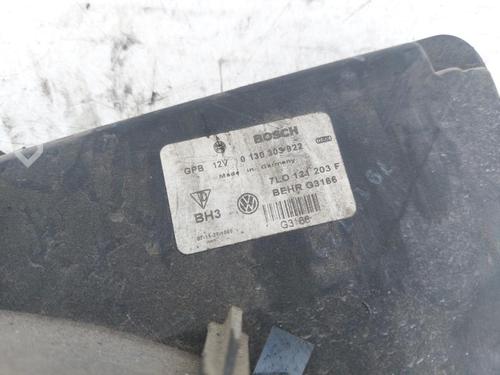 BOSCH
GPB 12V 0 130 303 922
Made in Germany
7L0 121 203 F
BEHR G3166
BH3
G3166